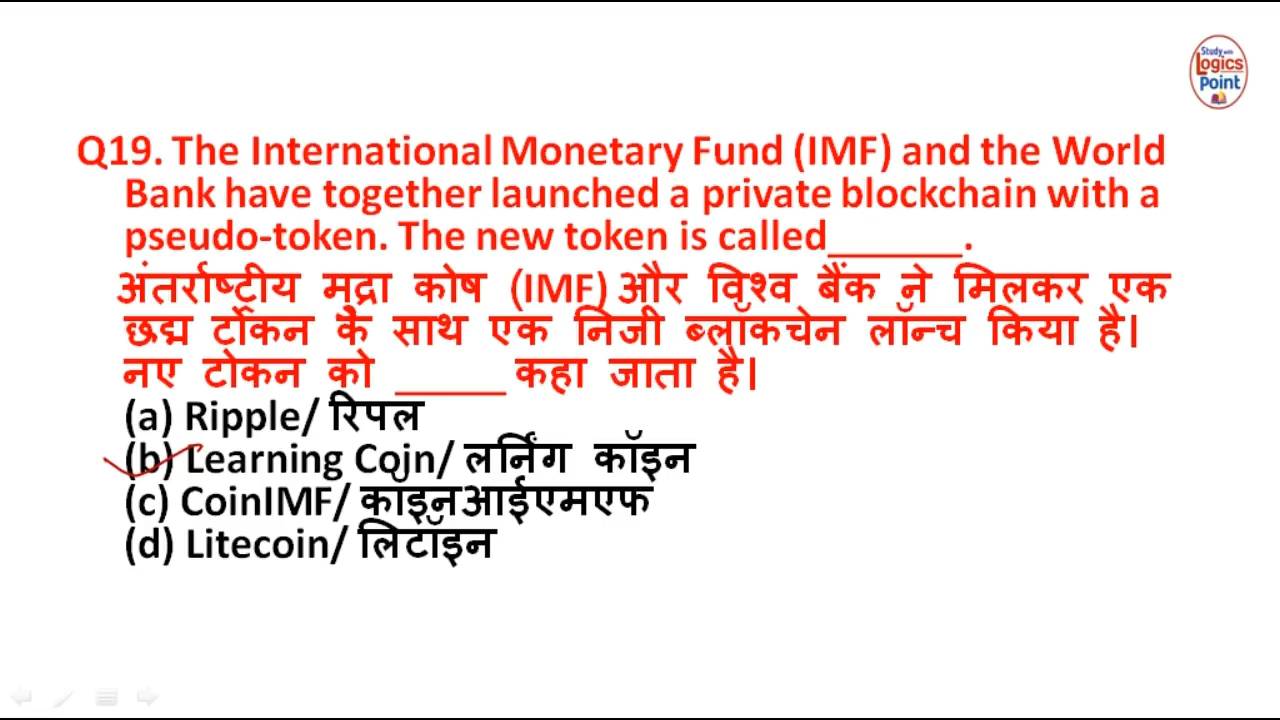 Study with
Logics
Point
Q19. The International Monetary Fund (IMF) and the World
Bank have together launched a private blockchain with a
pseudo-token. The new token is called______.
अंतर्राष्ट्रीय मुद्रा कोष (IMF) और विश्व बैंक ने मिलकर एक
छद्म टोकन के साथ एक निजी ब्लॉकचेन लॉन्च किया है।
नए टोकन को _____ कहा जाता है।
(a) Ripple/ रिपल
(b) Learning Coin/ लर्निंग कॉइन
(c) CoinIMF/ कॉइनआईएमएफ
(d) Litecoin/ लिटॉइन